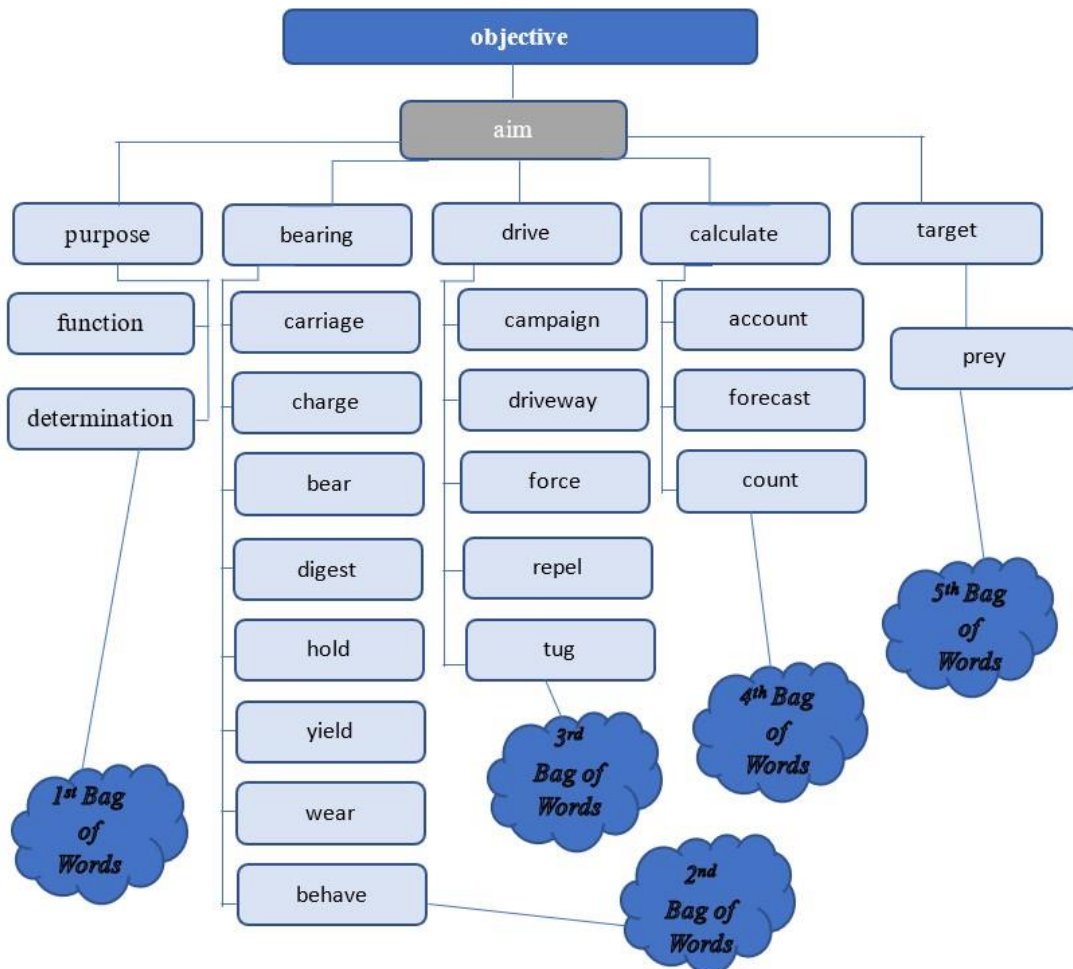 objective
aim
purpose
bearing
drive
calculate
target
function
determination
carriage
charge
bear
digest
hold
yield
wear
behave
campaign
driveway
force
repel
tug
account
forecast
count
prey
1st Bag
of
Words
2nd
Bag of
Words
3rd
Bag of
Words
4th Bag
of
Words
5th Bag
of
Words